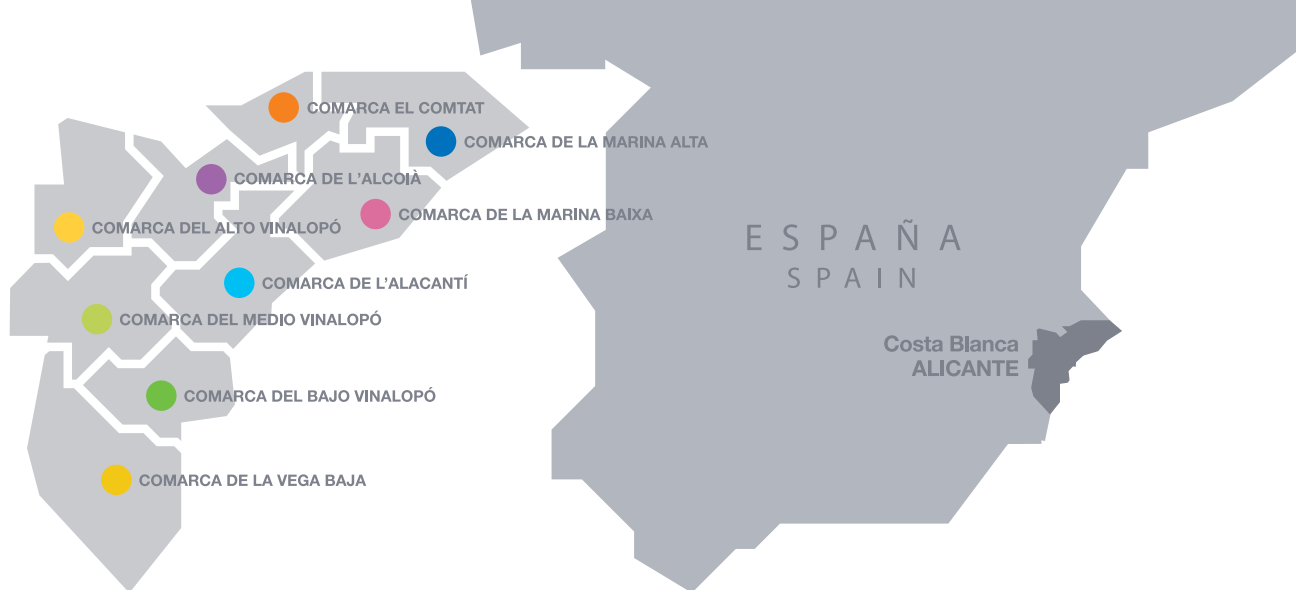 COMARCA EL COMTAT
COMARCA DE LA MARINA ALTA
COMARCA DE L'ALCOIÀ
COMARCA DE LA MARINA BAIXA
COMARCA DEL ALTO VINALOPÓ
COMARCA DE L'ALACANTÍ
COMARCA DEL MEDIO VINALOPÓ
COMARCA DEL BAJO VINALOPÓ
COMARCA DE LA VEGA BAJA
ESPAÑA
SPAIN
Costa Blanca
ALICANTE